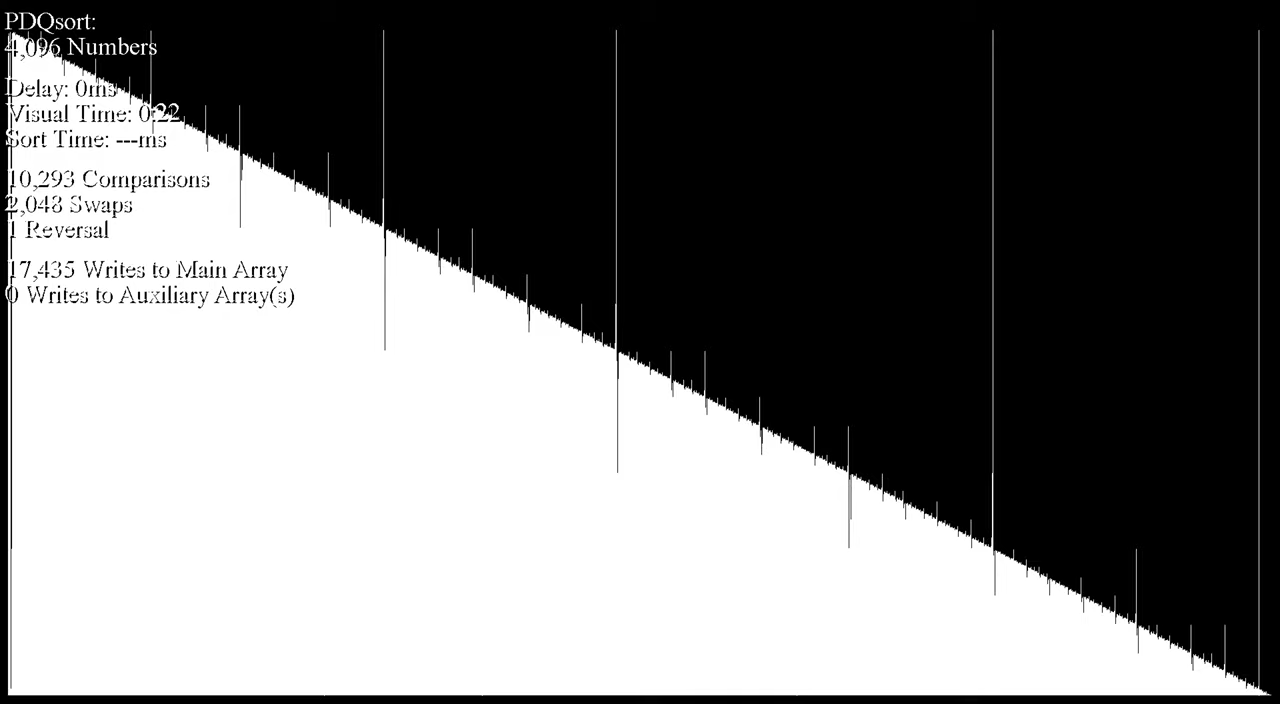 PDQsort:
4,096 Numbers
Delay: 0ms
Visual Time: 0:22
Sort Time: ---ms
10,293 Comparisons
2,048 Swaps
1 Reversal
17,435 Writes to Main Array
0 Writes to Auxiliary Array(s)